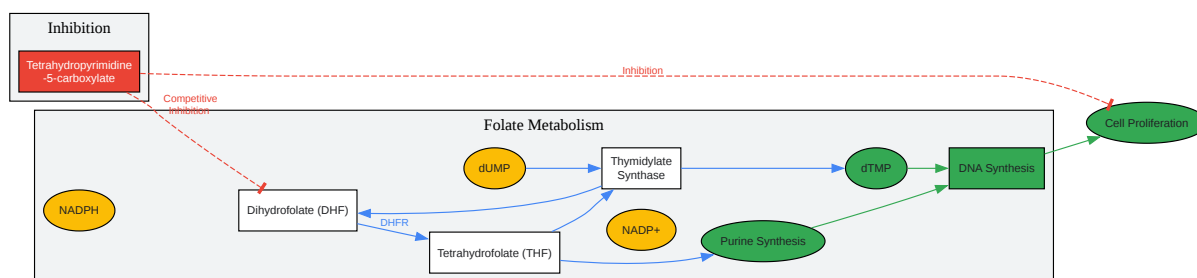 Inhibition
Tetrahydropyrimidine
-5-carboxylate
Inhibition
Competitive
Inhibition
Cell Proliferation
Folate Metabolism
dUMP
Thymidylate
Synthase
dTMP
DNA Synthesis
NADPH
Dihydrofolate (DHF)
DHFR
NADP+
Purine Synthesis
Tetrahydrofolate (THF)